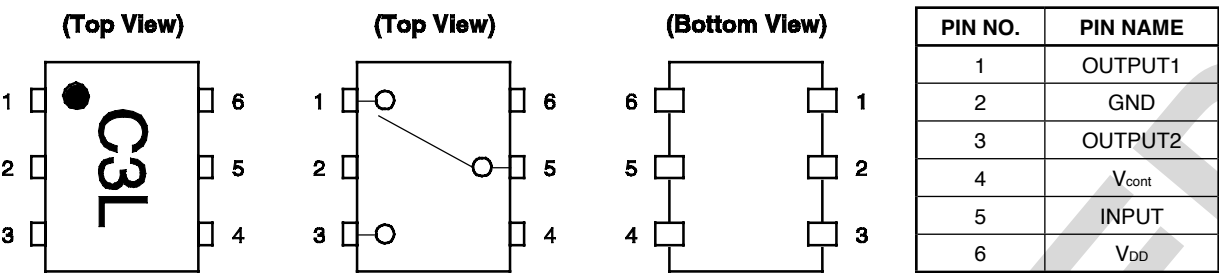 (Top View)
1 6
2 5
3 4
C3L
(Top View)
1 6
2 5
3 4
(Bottom View)
6 1
5 2
4 3
PIN NO. PIN NAME
1 OUTPUT1
2 GND
3 OUTPUT2
4 Vcont
5 INPUT
6 VDD